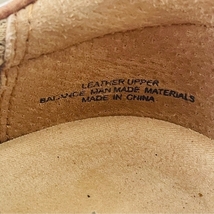 LEATHER UPPER
BALANCE MAN MADE MATERIALS
MADE IN CHINA